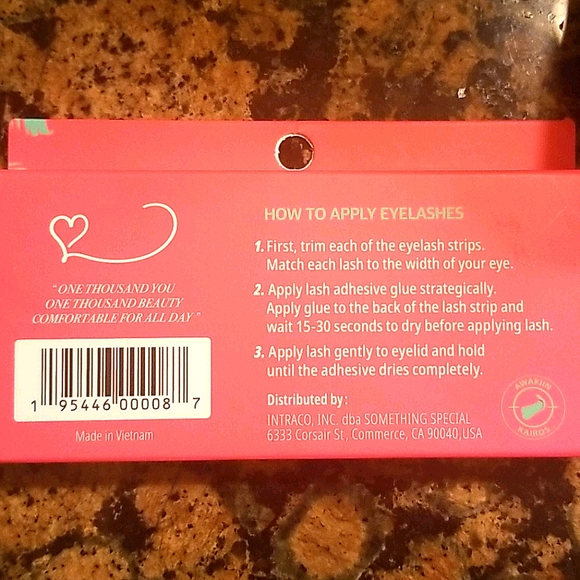 HOW TO APPLY EYELASHES
1. First, trim each of the eyelash strips.
Match each lash to the width of your eye.
2. Apply lash adhesive glue strategically.
Apply glue to the back of the lash strip and
wait 15-30 seconds to dry before applying lash.
3. Apply lash gently to eyelid and hold
until the adhesive dries completely.
Distributed by:
INTRACO, INC. dba SOMETHING SPECIAL
6333 Corsair St, Commerce, CA 90040, USA
"ONE THOUSAND YOU
ONE THOUSAND BEAUTY
COMFORTABLE FOR ALL DAY"
1 95446 00008 7
Made in Vietnam
KAIROS